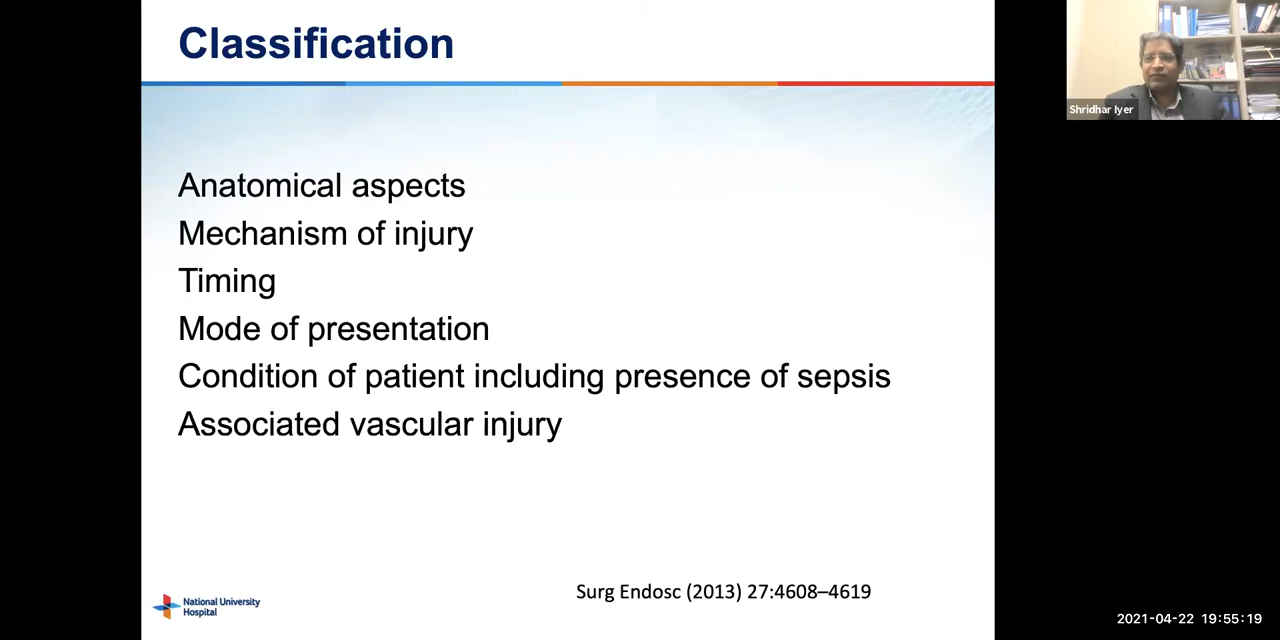 Classification
Shridhar Iyer
Anatomical aspects
Mechanism of injury
Timing
Mode of presentation
Condition of patient including presence of sepsis
Associated vascular injury
Surg Endosc (2013) 27:4608–4619
National University
Hospital
2021-04-22 19:55:19